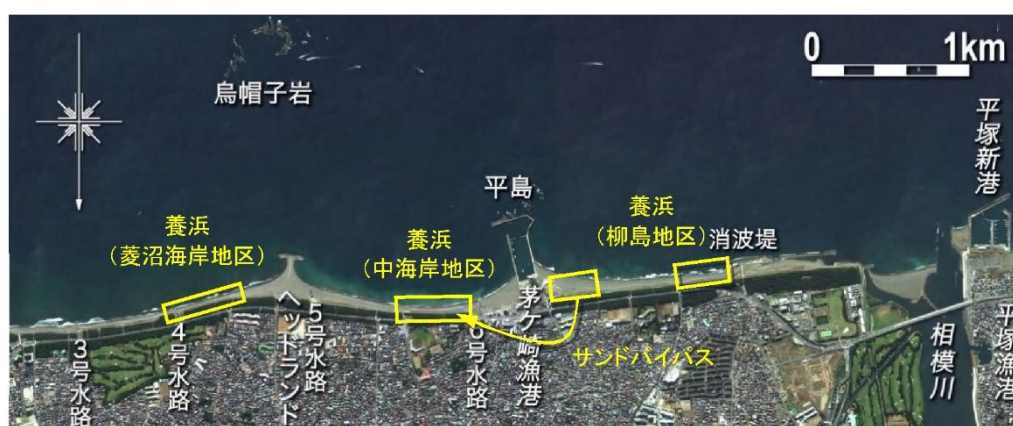 0 1km
烏帽子岩
平塚新港
平島
養浜
(菱沼海岸地区)
養浜
(中海岸地区)
養浜
(柳島地区)
消波堤
3号水路
4号水路
ヘッドランド
5号水路
6号水路
茅ケ崎漁港
サンドバイパス
相模川
平塚漁港